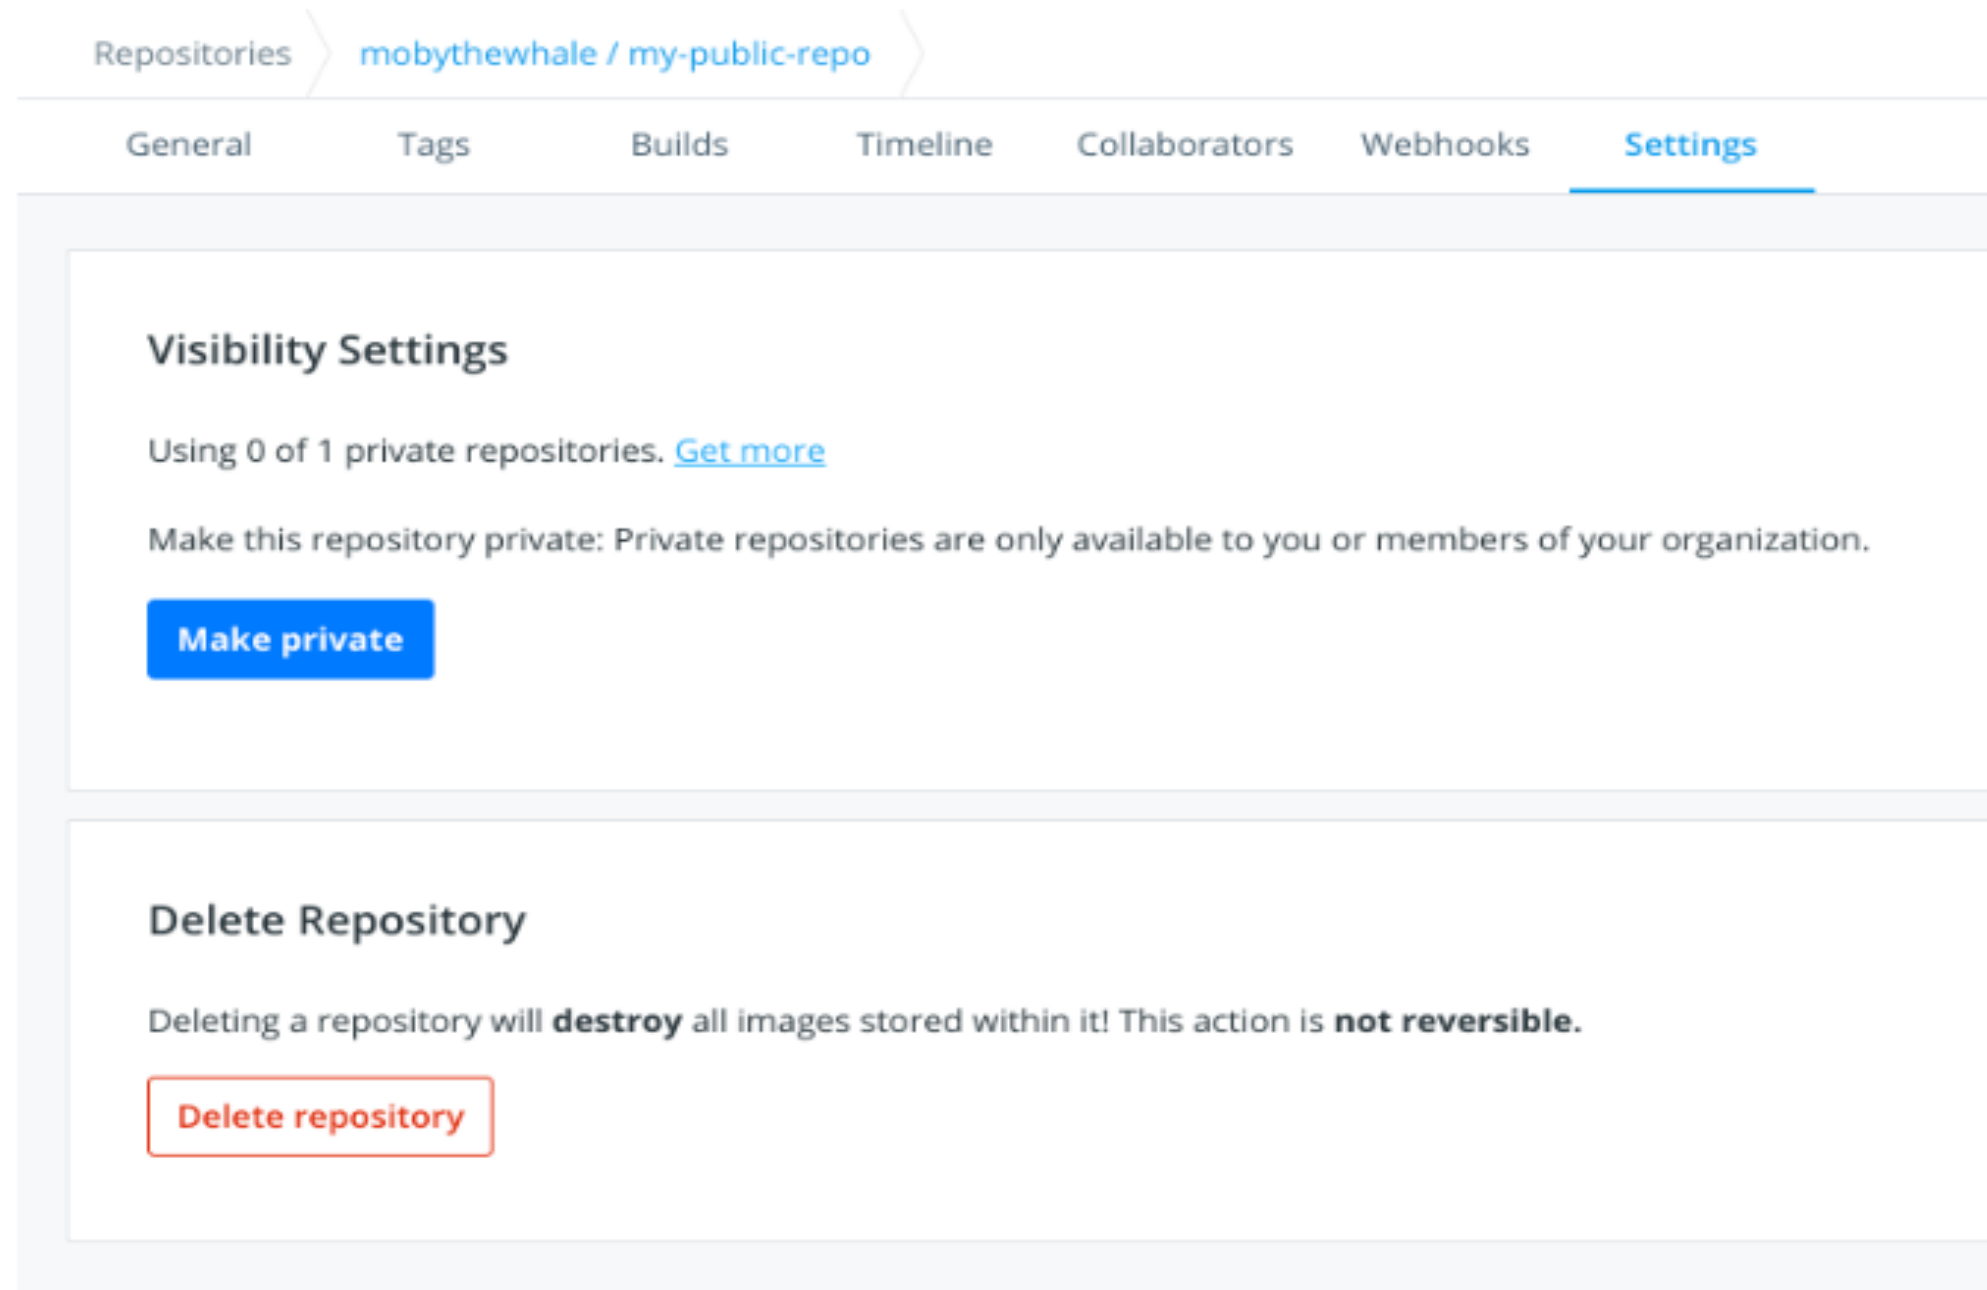 Repositories mobythewhale / my-public-repo
General Tags Builds Timeline Collaborators Webhooks Settings
Visibility Settings
Using 0 of 1 private repositories. Get more
Make this repository private: Private repositories are only available to you or members of your organization.
Make private
Delete Repository
Deleting a repository will destroy all images stored within it! This action is not reversible.
Delete repository